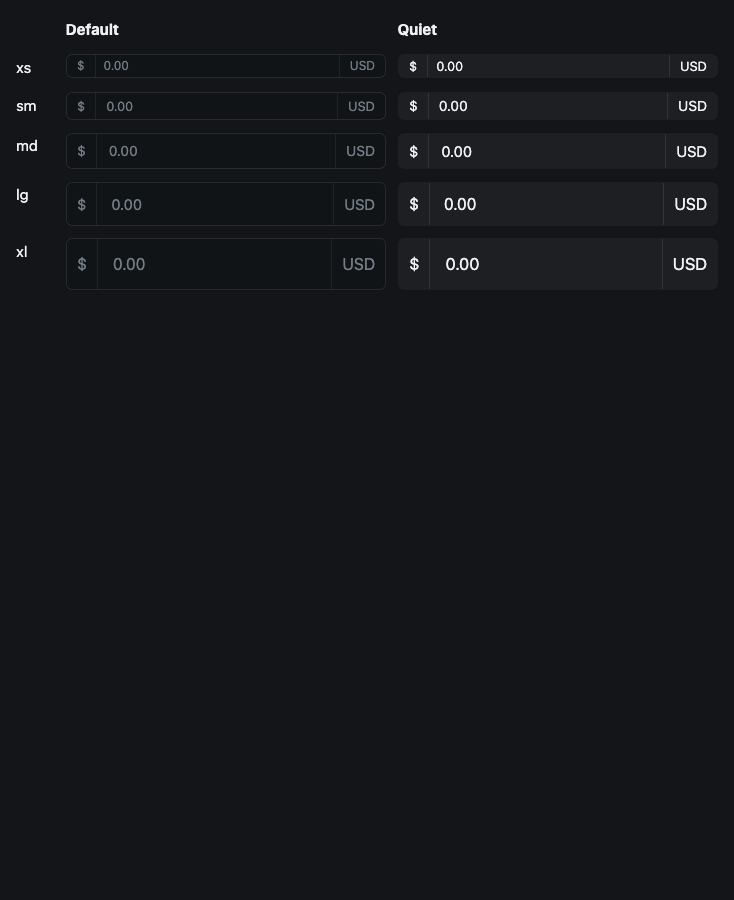 Default Quiet
xs $ 0.00 USD $ 0.00 USD
sm $ 0.00 USD $ 0.00 USD
md $ 0.00 USD $ 0.00 USD
lg $ 0.00 USD $ 0.00 USD
xl $ 0.00 USD $ 0.00 USD